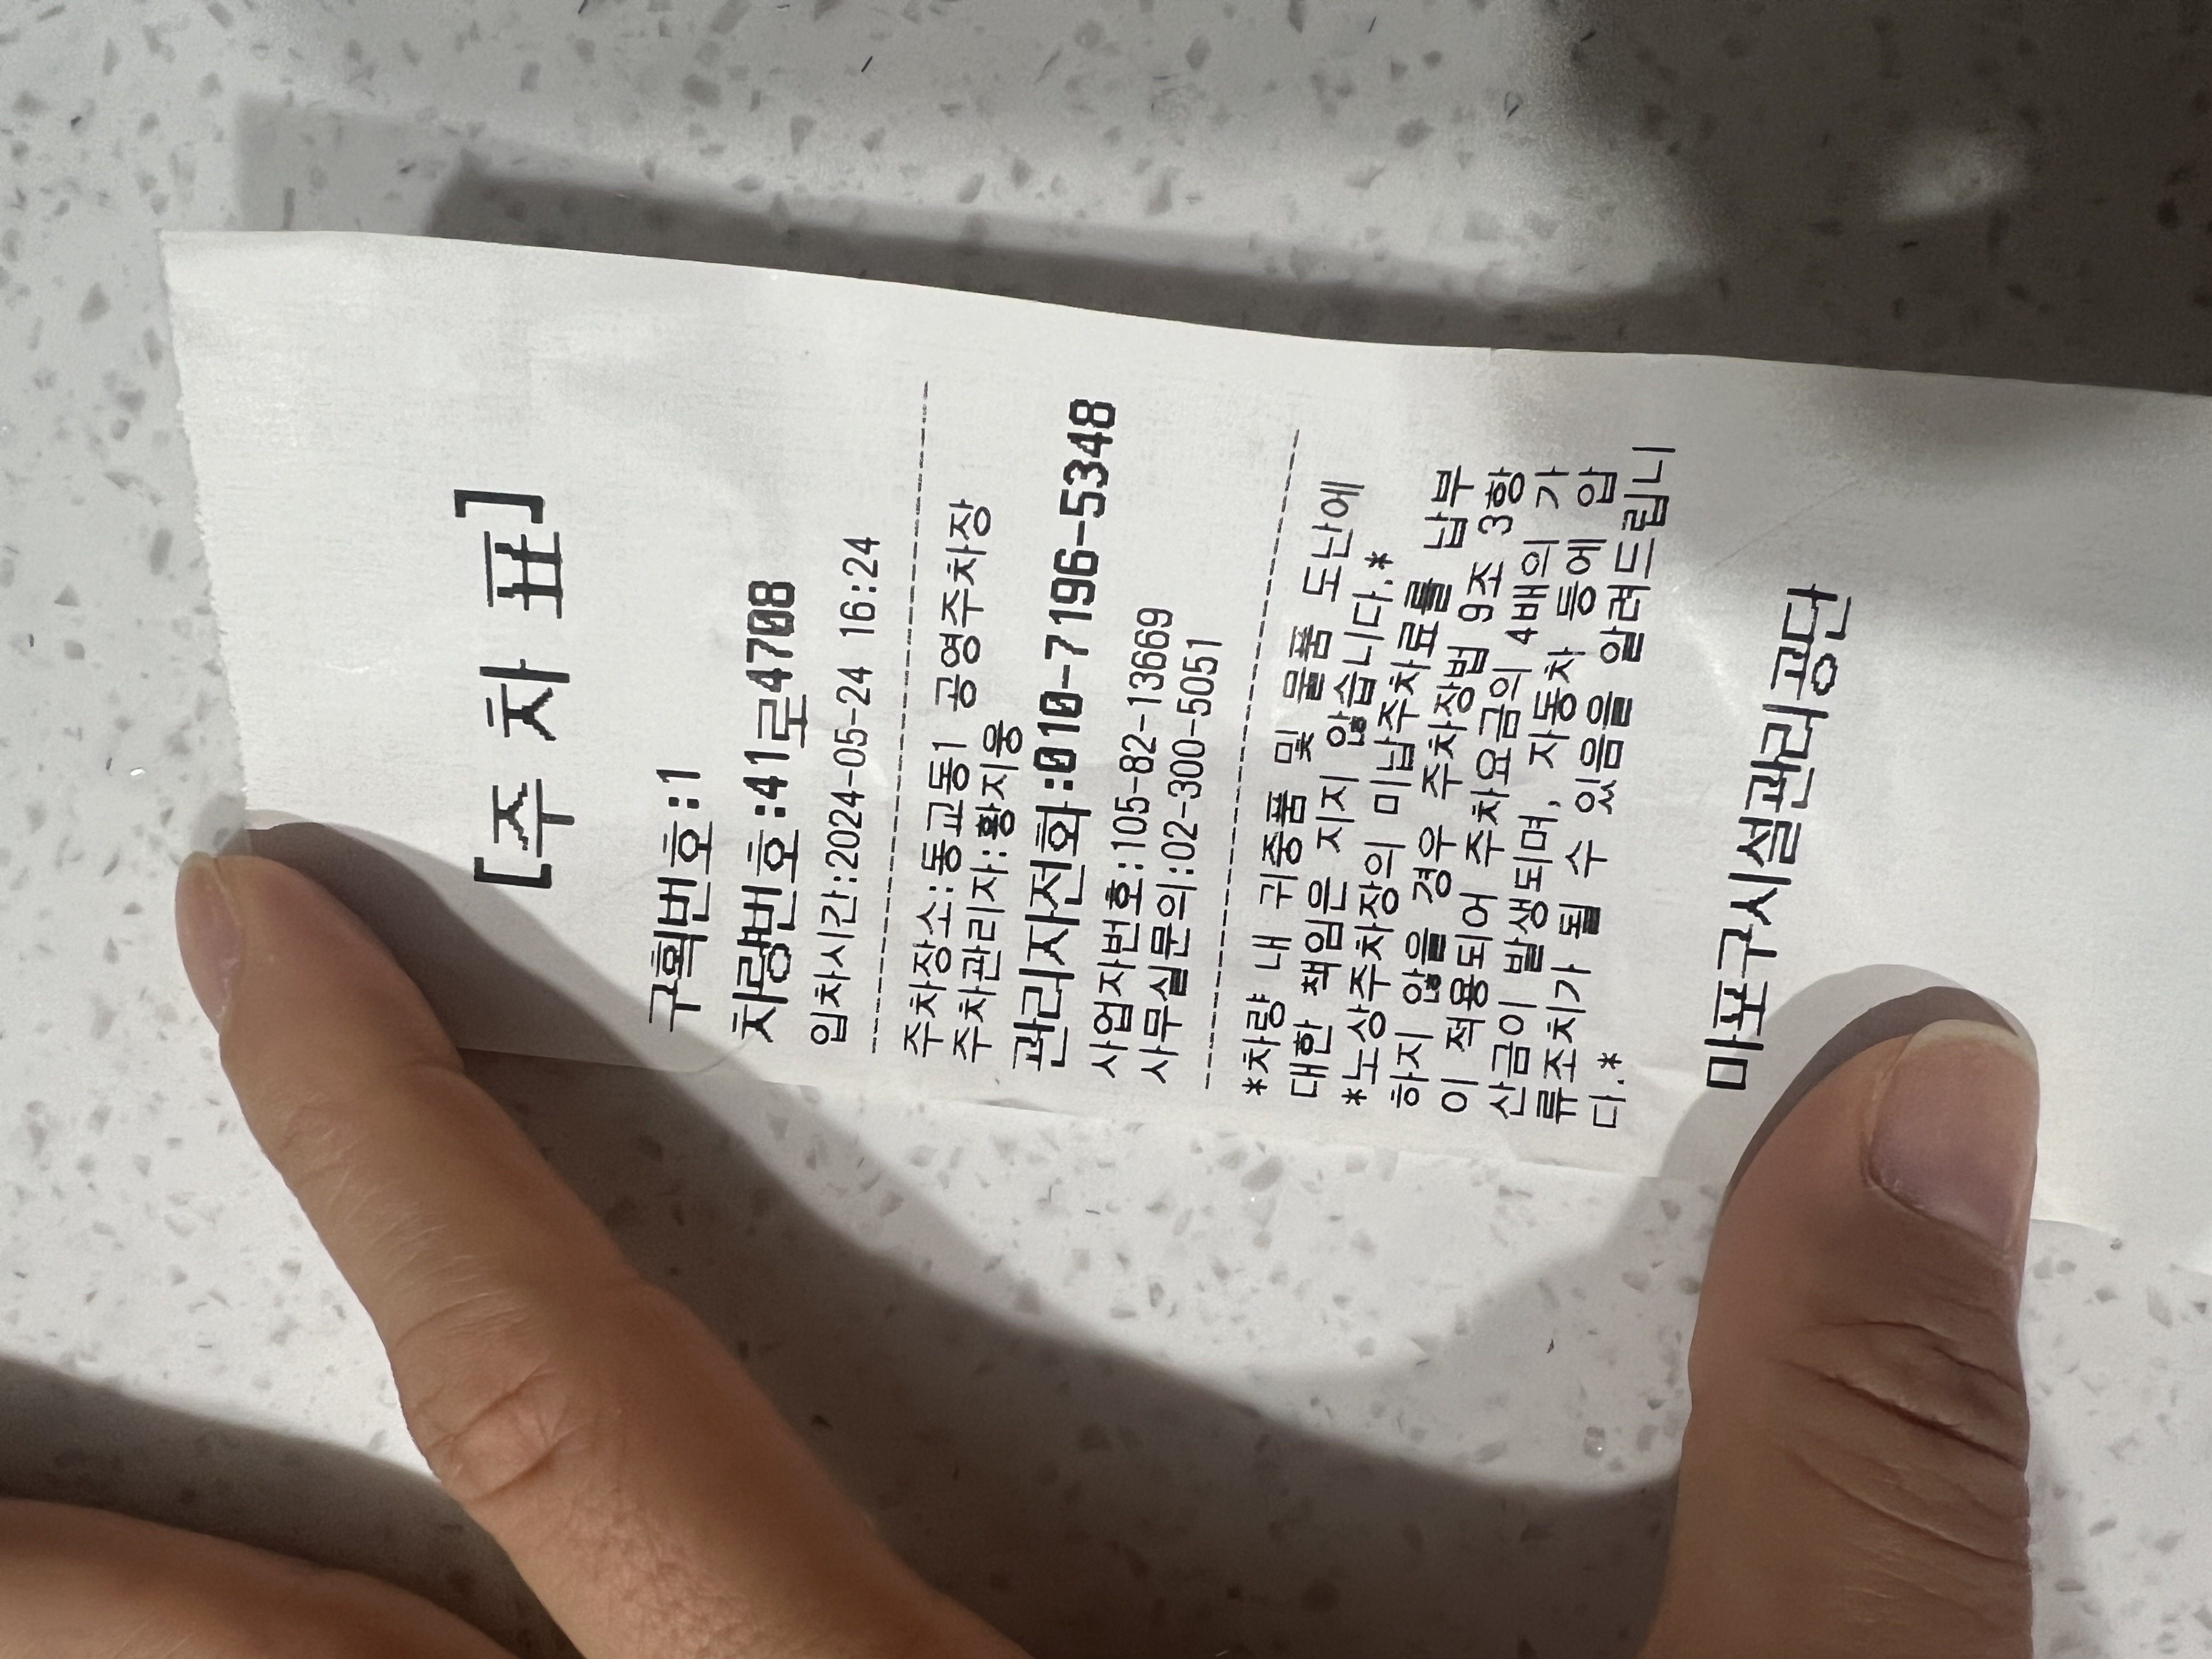 [주 차 표]
구획번호:1
차량번호:41로4708
입차시간:2024-05-24 16:24
주차장소:동교동1 공영주차장
주차관리자:황지웅
관리자전화:010-7196-5348
사업자번호:105-82-13669
사무실문의:02-300-5051
*차량 내 귀중품 및 물품 도난에
대한 책임은 지지 않습니다.*
*노상주차장의 미납주차료를 납부
하지 않을 경우 주차장법 9조 3항
이 적용되어 주차요금의 4배의 가
산금이 발생되며, 자동차 등에 압
류조치가 될 수 있음을 알려드립니
다.*
마포구시설관리공단